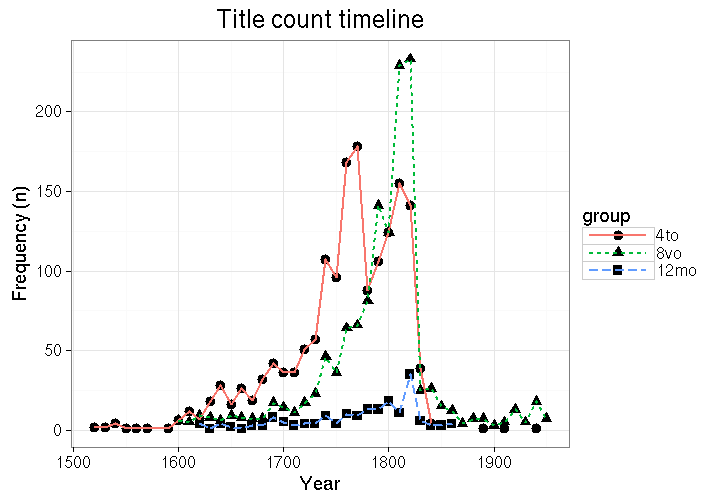 Title count timeline
200
150
100
50
0
Frequency (n)
1500
1600
1700
1800
1900
Year
group
4to
8vo
12mo